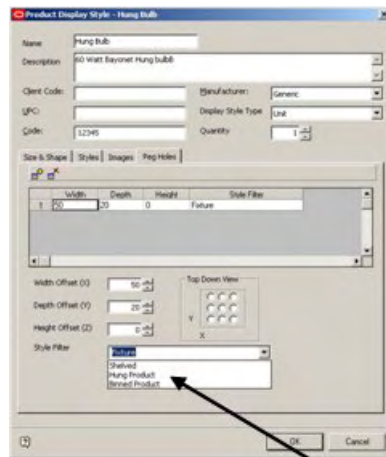 Product Display Style - Hung Bulb
Name Hung Bulb
Description 60 Watt Bayonet Hung bulbB
Client Code: Manufacturer: Generic
UPC: Display Style Type Unit
Code: 12345 Quantity 1
Size & Shape Styles Images Peg Holes
Width Depth Height Style Filter
1 50 20 0 Fixture
Width Offset (X) 50 Top Down View
Depth Offset (Y) 20 Y
Height Offset (Z) 0 X
Style Filter Fixture
Shelved
Hung Product
Binned Product
OK Cancel